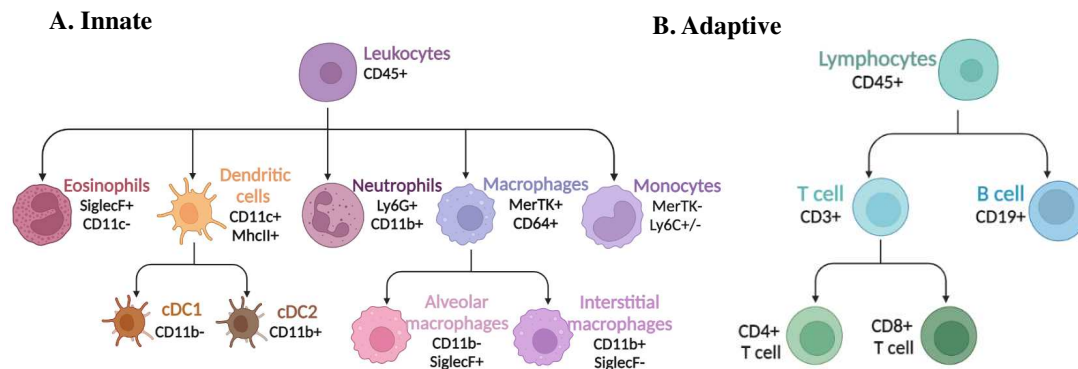 A. Innate
Leukocytes
CD45+
Eosinophils
SiglecF+
CD11c-
Dendritic
cells
CD11c+
MhcII+
Neutrophils
Ly6G+
CD11b+
Macrophages
MerTK+
CD64+
Monocytes
MerTK-
Ly6C+/-
cDC1
CD11b-
cDC2
CD11b+
Alveolar
macrophages
CD11b-
SiglecF+
Interstitial
macrophages
CD11b+
SiglecF-
B. Adaptive
Lymphocytes
CD45+
T cell
CD3+
B cell
CD19+
CD4+
T cell
CD8+
T cell